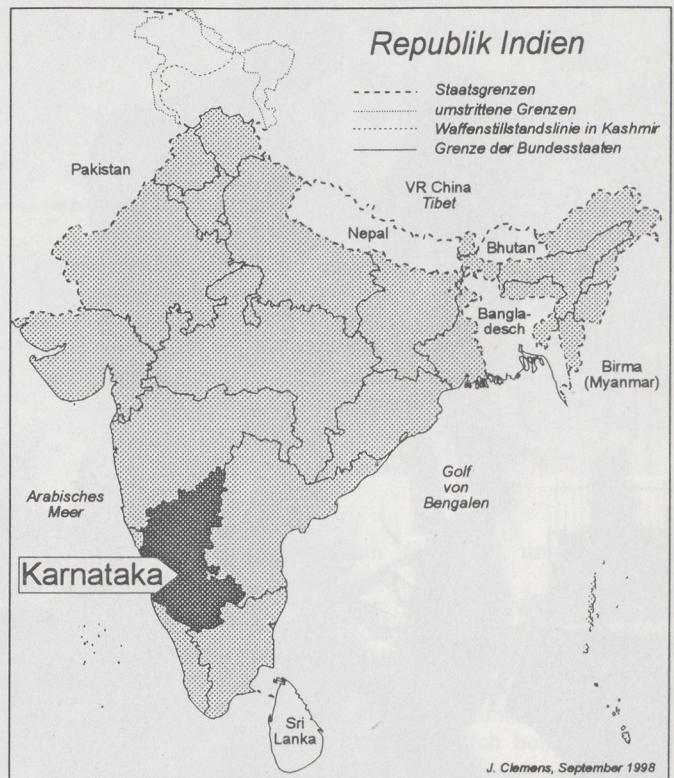 Republik Indien
Staatsgrenzen
umstrittene Grenzen
Waffenstillstandslinie in Kashmir
Grenze der Bundesstaaten
Pakistan
VR China
Tibet
Nepal
Bhutan
Bangla-
desch
Birma
(Myanmar)
Arabisches
Meer
Golf
von
Bengalen
Karnataka
Sri
Lanka
J. Clemens, September 1998